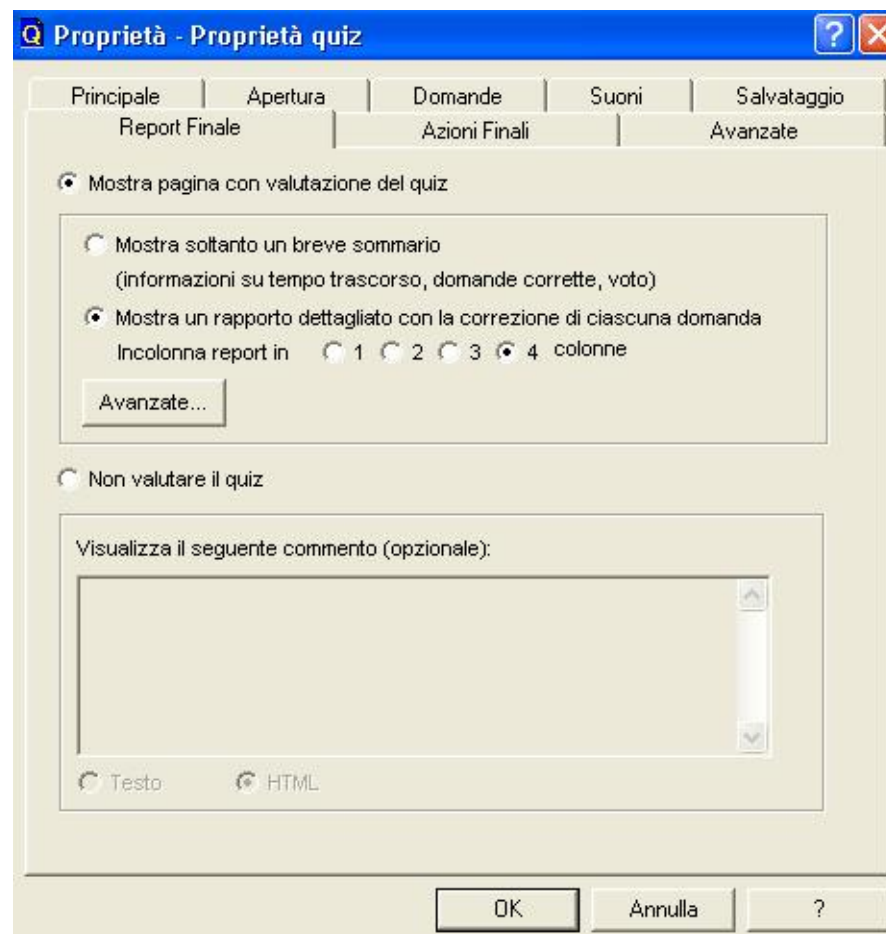 Q Proprietà - Proprietà quiz ?
Principale Apertura Domande Suoni Salvataggio
Report Finale Azioni Finali Avanzate
Mostra pagina con valutazione del quiz
Mostra soltanto un breve sommario
(informazioni su tempo trascorso, domande corrette, voto)
Mostra un rapporto dettagliato con la correzione di ciascuna domanda
Incolonna report in 1 2 3 4 colonne
Avanzate...
Non valutare il quiz
Visualizza il seguente commento (opzionale):
Testo HTML
OK Annulla ?